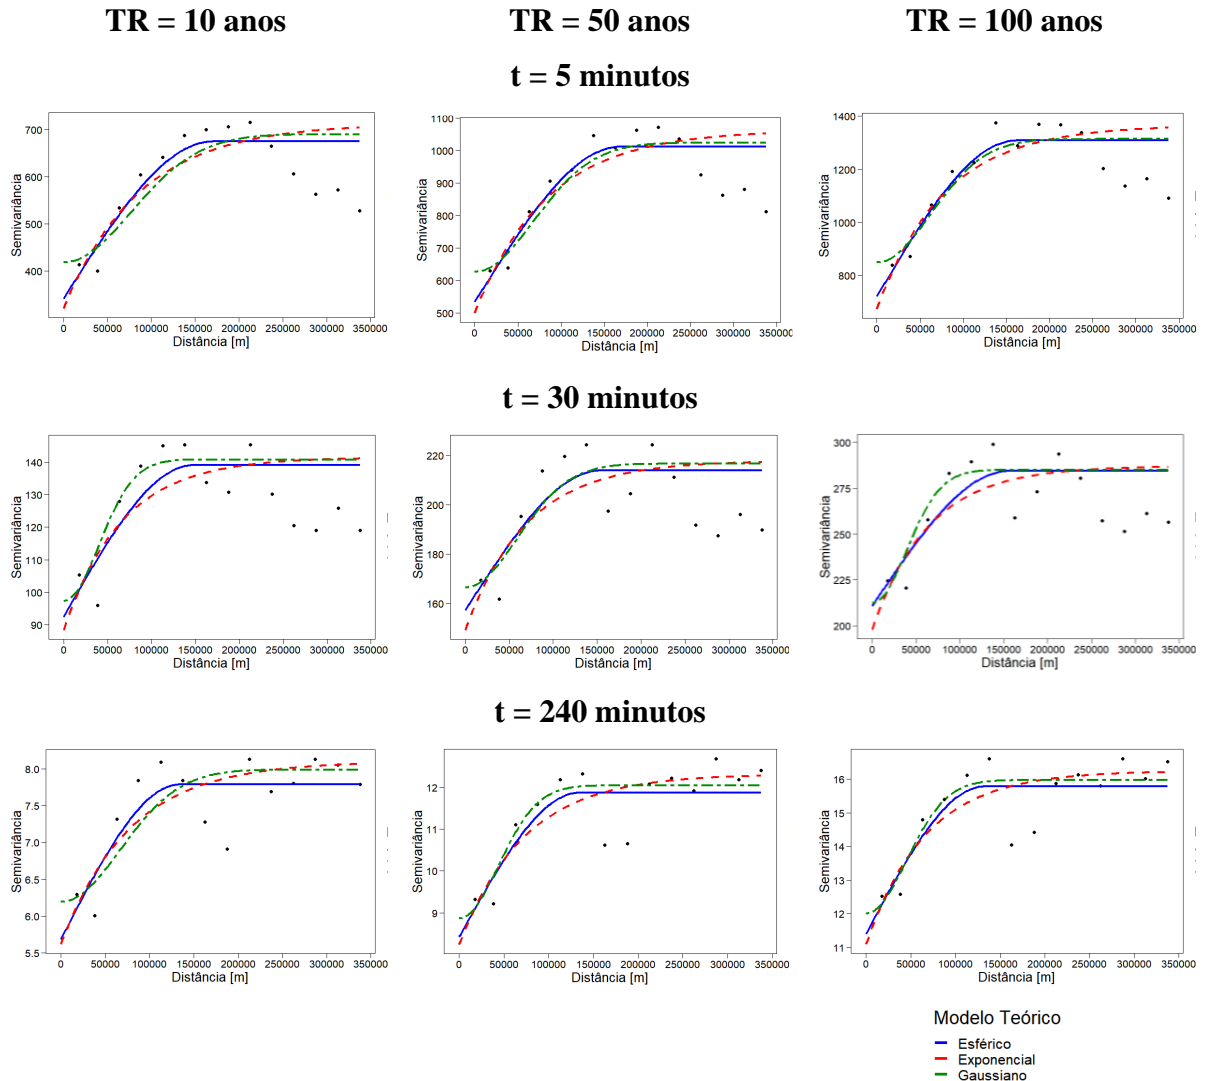 TR = 10 anos TR = 50 anos TR = 100 anos
t = 5 minutos
Semivariância
700
600
500
400
0 50000 100000 150000 200000 250000 300000 350000
Distância [m]
Semivariância
1100
1000
900
800
700
600
500
0 50000 100000 150000 200000 250000 300000 350000
Distância [m]
Semivariância
1400
1200
1000
800
0 50000 100000 150000 200000 250000 300000 350000
Distância [m]
t = 30 minutos
Semivariância
140
130
120
110
100
90
0 50000 100000 150000 200000 250000 300000 350000
Distância [m]
Semivariância
220
200
180
160
0 50000 100000 150000 200000 250000 300000 350000
Distância [m]
Semivariância
300
275
250
225
200
0 50000 100000 150000 200000 250000 300000 350000
Distância [m]
t = 240 minutos
Semivariância
8.0
7.5
7.0
6.5
6.0
5.5
0 50000 100000 150000 200000 250000 300000 350000
Distância [m]
Semivariância
12
11
10
9
0 50000 100000 150000 200000 250000 300000 350000
Distância [m]
Semivariância
16
15
14
13
12
11
0 50000 100000 150000 200000 250000 300000 350000
Distância [m]
Modelo Teórico
Esférico
Exponencial
Gaussiano